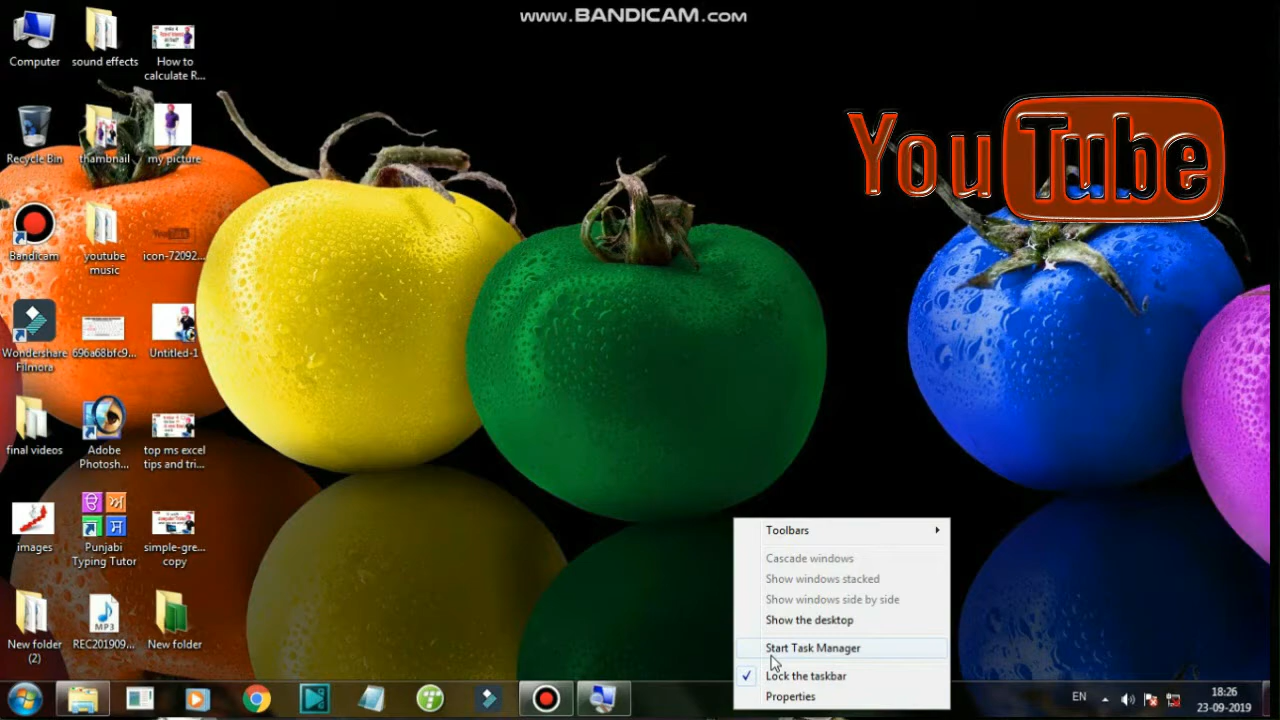 www.BANDICAM.com
Computer
sound effects
How to
calculate R...
Recycle Bin
thumbnail
my picture
Bandicam
youtube
music
icon-72092...
Wondershare
Filmora
696a68bfc9...
Untitled-1
final videos
Adobe
Photosh...
top ms excel
tips and tri...
images
ੳ ਅ
ਸ
Punjabi
Typing Tutor
simple-gre...
copy
New folder
(2)
MP3
REC201909...
New folder
YouTube
Toolbars
Cascade windows
Show windows stacked
Show windows side by side
Show the desktop
Start Task Manager
Lock the taskbar
Properties
EN
18:26
23-09-2019